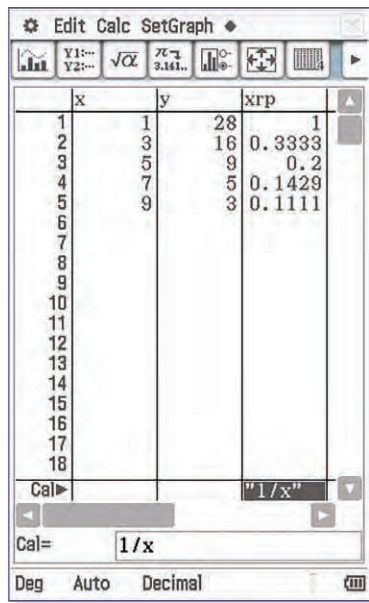 Edit Calc SetGraph
Y1:...
Y2:...
√α
3.141..
4
x y xrp
1 1 28 1
2 3 16 0.3333
3 5 9 0.2
4 7 5 0.1429
5 9 3 0.1111
6
7
8
9
10
11
12
13
14
15
16
17
18
Cal▶ "1/x"
Cal= 1/x
Deg Auto Decimal